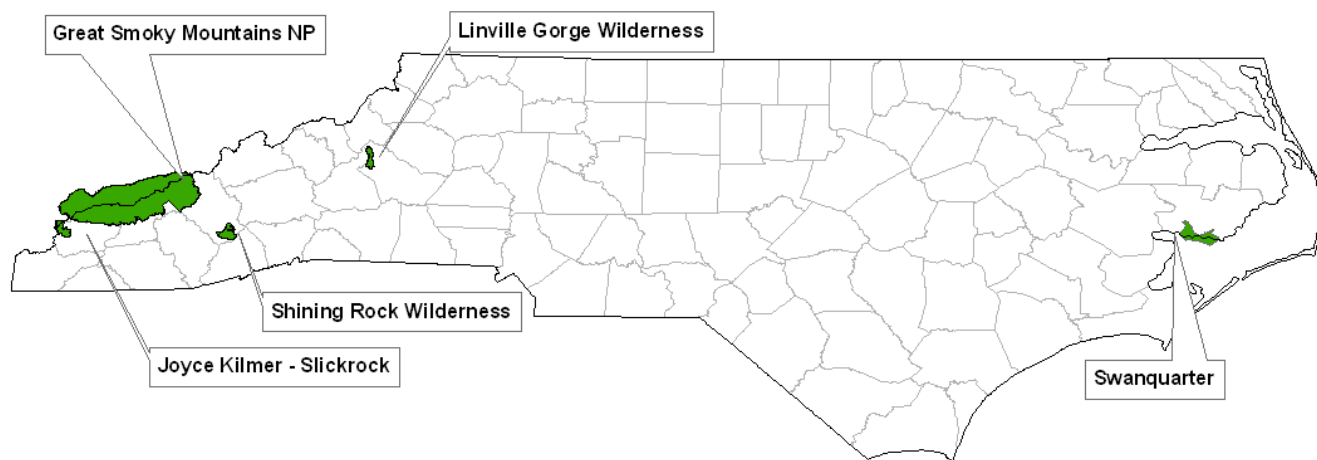 Great Smoky Mountains NP
Linville Gorge Wilderness
Shining Rock Wilderness
Joyce Kilmer - Slickrock
Swanquarter